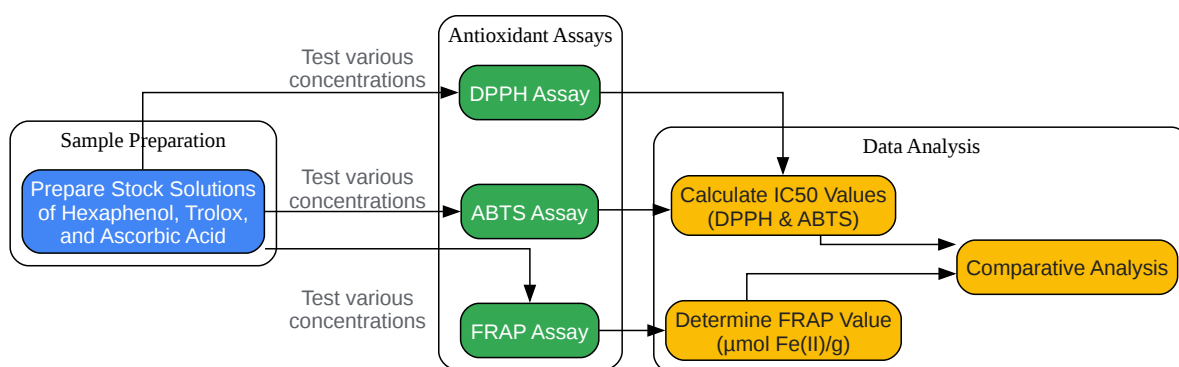 Antioxidant Assays
Test various
concentrations
DPPH Assay
Sample Preparation
Data Analysis
Prepare Stock Solutions
of Hexaphenol, Trolox,
and Ascorbic Acid
Test various
concentrations
ABTS Assay
Calculate IC50 Values
(DPPH & ABTS)
Comparative Analysis
Test various
concentrations
FRAP Assay
Determine FRAP Value
(µmol Fe(II)/g)